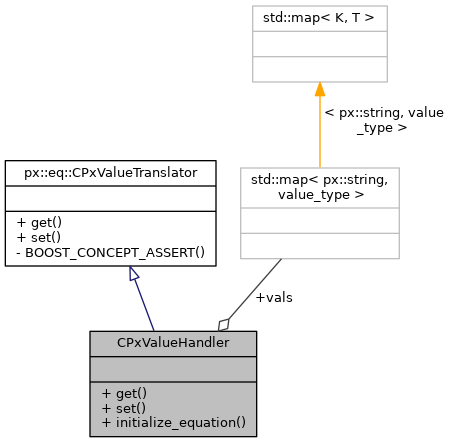 std::map< K, T >
< px::string, value
_type >
px::eq::CPxValueTranslator
+ get()
+ set()
- BOOST_CONCEPT_ASSERT()
std::map< px::string,
value_type >
+vals
CPxValueHandler
+ get()
+ set()
+ initialize_equation()